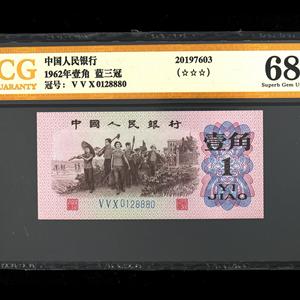 CG
GUARANTY
中国人民银行
1962年壹角 蓝三冠
冠号: V V X 0128880
20197603
(☆☆☆)
68
Superb Gem U
中国人民银行
壹角
1
YI
JIAO
V V X 0128880